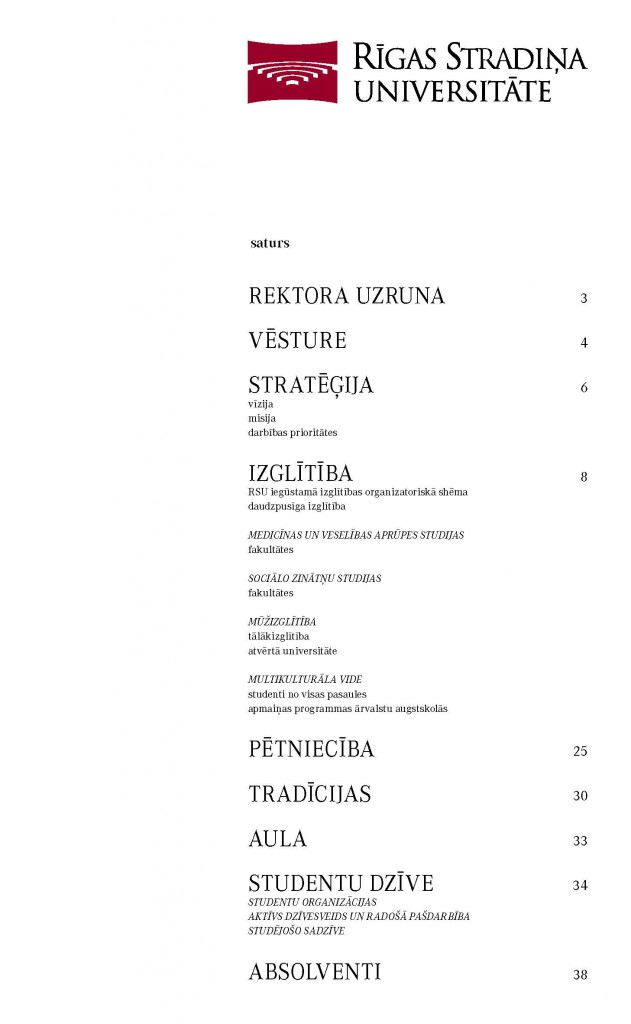 RĪGAS STRADIŅA
UNIVERSITĀTE
saturs
REKTORA UZRUNA 3
VĒSTURE 4
STRATĒĢIJA 6
vīzija
misija
darbības prioritātes
IZGLĪTĪBA 8
RSU iegūstamā izglītības organizatoriskā shēma
daudzpusīga izglītība
MEDICĪNAS UN VESELĪBAS APRŪPES STUDIJAS
fakultātes
SOCIĀLO ZINĀTŅU STUDIJAS
fakultātes
MŪŽIZGLĪTĪBA
tālākizglītība
atvērtā universitāte
MULTIKULTURĀLA VIDE
studenti no visas pasaules
apmaiņas programmas ārvalstu augstskolās
PĒTNIECĪBA 25
TRADĪCIJAS 30
AULA 33
STUDENTU DZĪVE 34
STUDENTU ORGANIZĀCIJAS
AKTĪVS DZĪVESVEIDS UN RADOŠĀ PAŠDARBĪBA
STUDĒJOŠO SADZĪVE
ABSOLVENTI 38